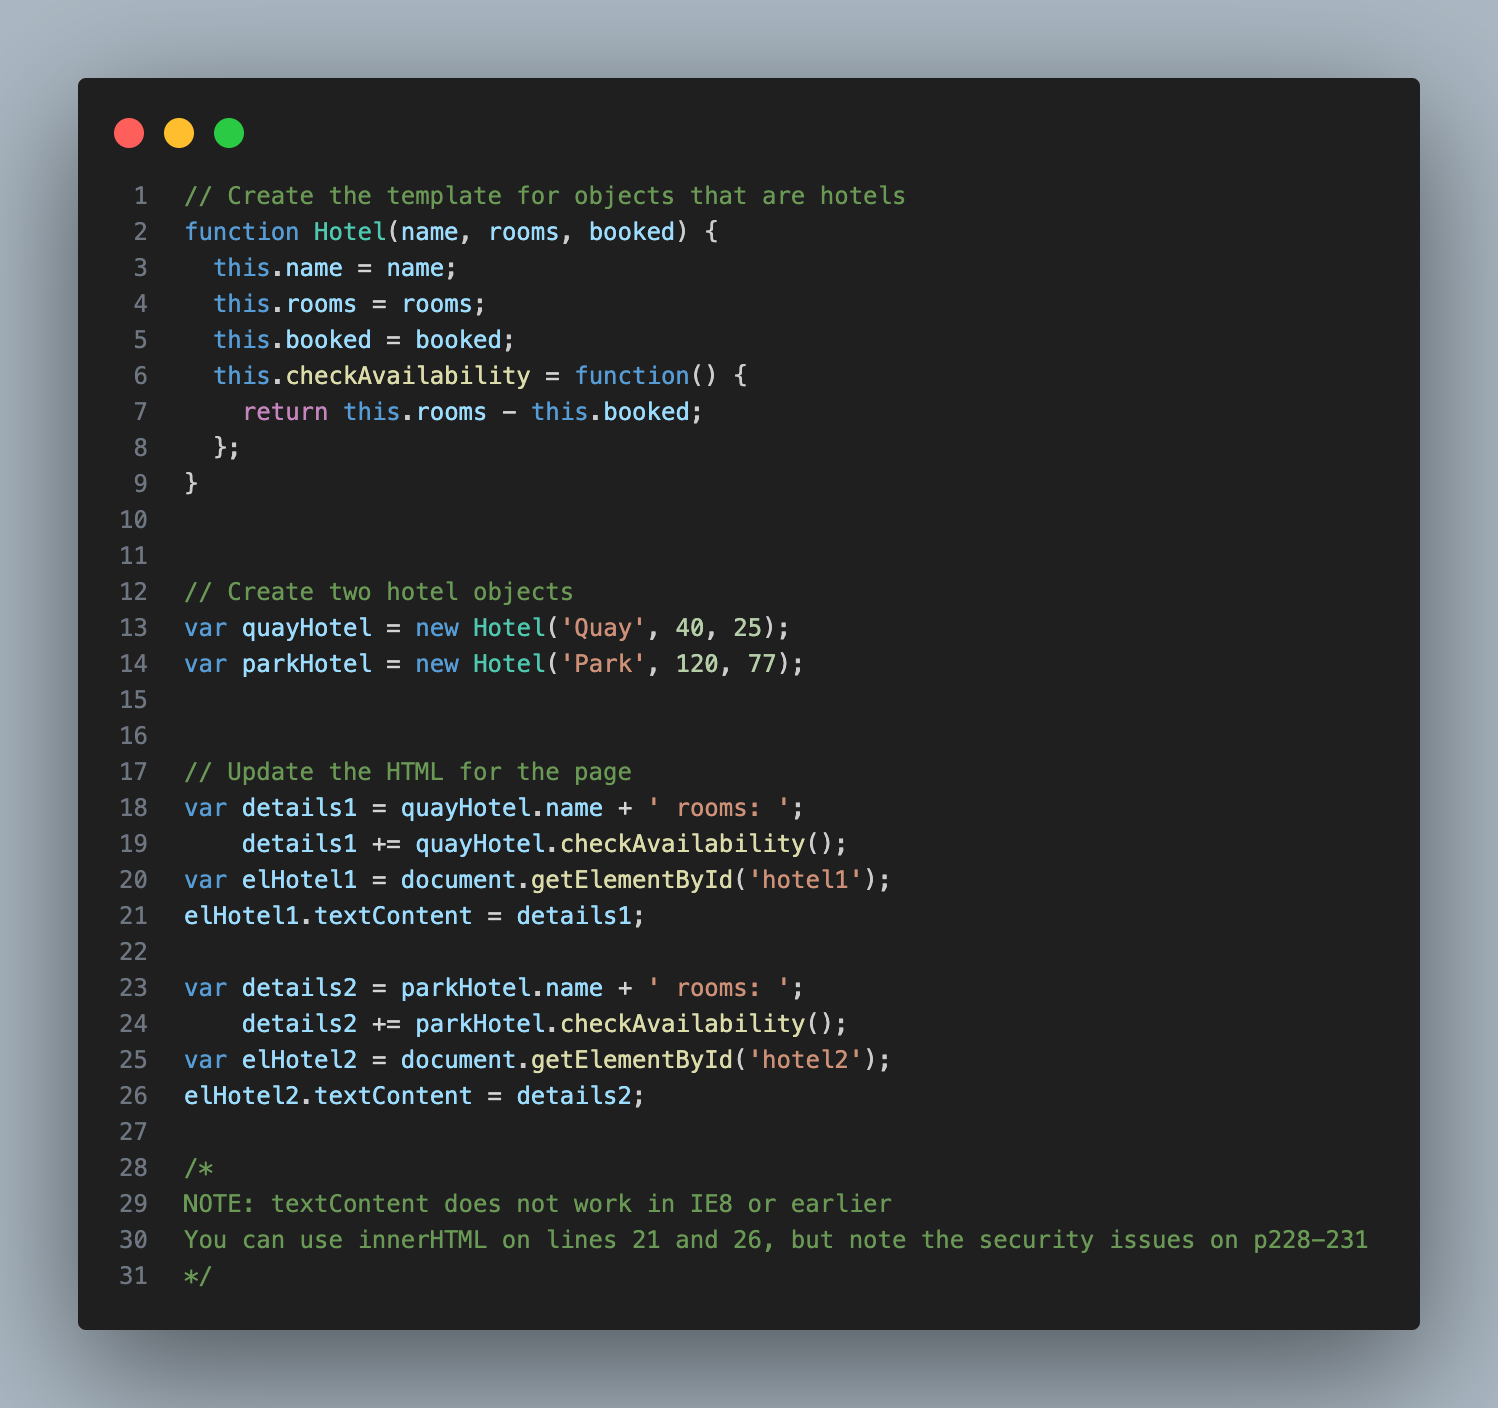 1 // Create the template for objects that are hotels
2 function Hotel(name, rooms, booked) {
3   this.name = name;
4   this.rooms = rooms;
5   this.booked = booked;
6   this.checkAvailability = function() {
7     return this.rooms - this.booked;
8   };
9 }
10
11
12 // Create two hotel objects
13 var quayHotel = new Hotel('Quay', 40, 25);
14 var parkHotel = new Hotel('Park', 120, 77);
15
16
17 // Update the HTML for the page
18 var details1 = quayHotel.name + ' rooms: ';
19     details1 += quayHotel.checkAvailability();
20 var elHotel1 = document.getElementById('hotel1');
21 elHotel1.textContent = details1;
22
23 var details2 = parkHotel.name + ' rooms: ';
24     details2 += parkHotel.checkAvailability();
25 var elHotel2 = document.getElementById('hotel2');
26 elHotel2.textContent = details2;
27
28 /*
29 NOTE: textContent does not work in IE8 or earlier
30 You can use innerHTML on lines 21 and 26, but note the security issues on p228-231
31 */